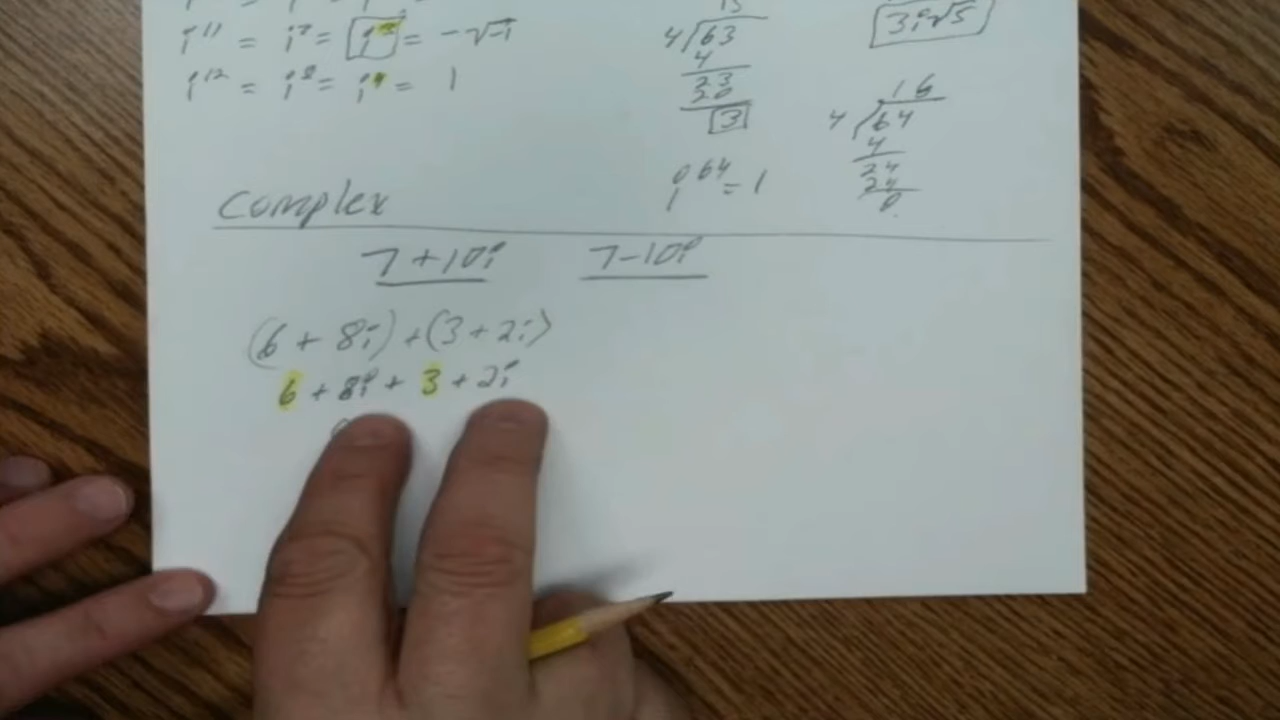 i¹¹ = i⁷ = i³ = -√-1
i¹² = i⁸ = i⁴ = 1
4)63
4
23
20
3
i⁶⁴ = 1
3i√5
16
4)64
4
24
24
0
Complex
7 + 10i 7 - 10i
(6 + 8i) + (3 + 2i)
6 + 8i + 3 + 2i